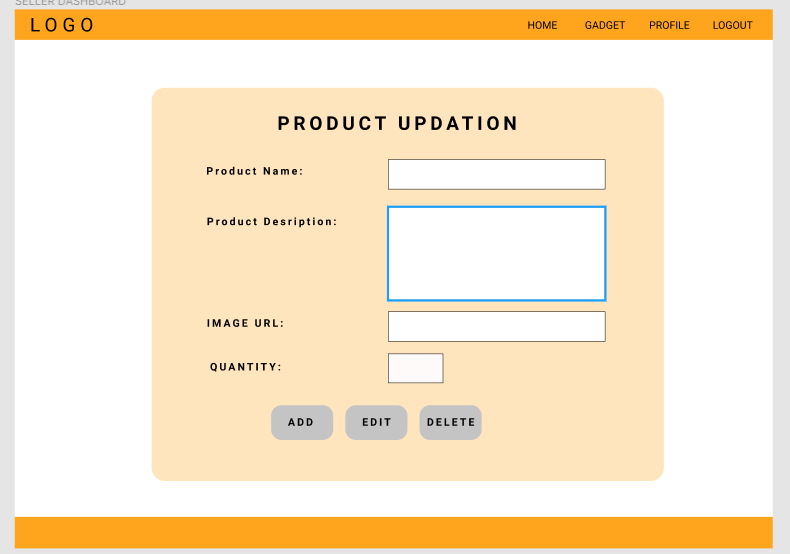 SELLER DASHBOARD
LOGO HOME GADGET PROFILE LOGOUT
PRODUCT UPDATION
Product Name:
Product Desription:
IMAGE URL:
QUANTITY:
ADD EDIT DELETE